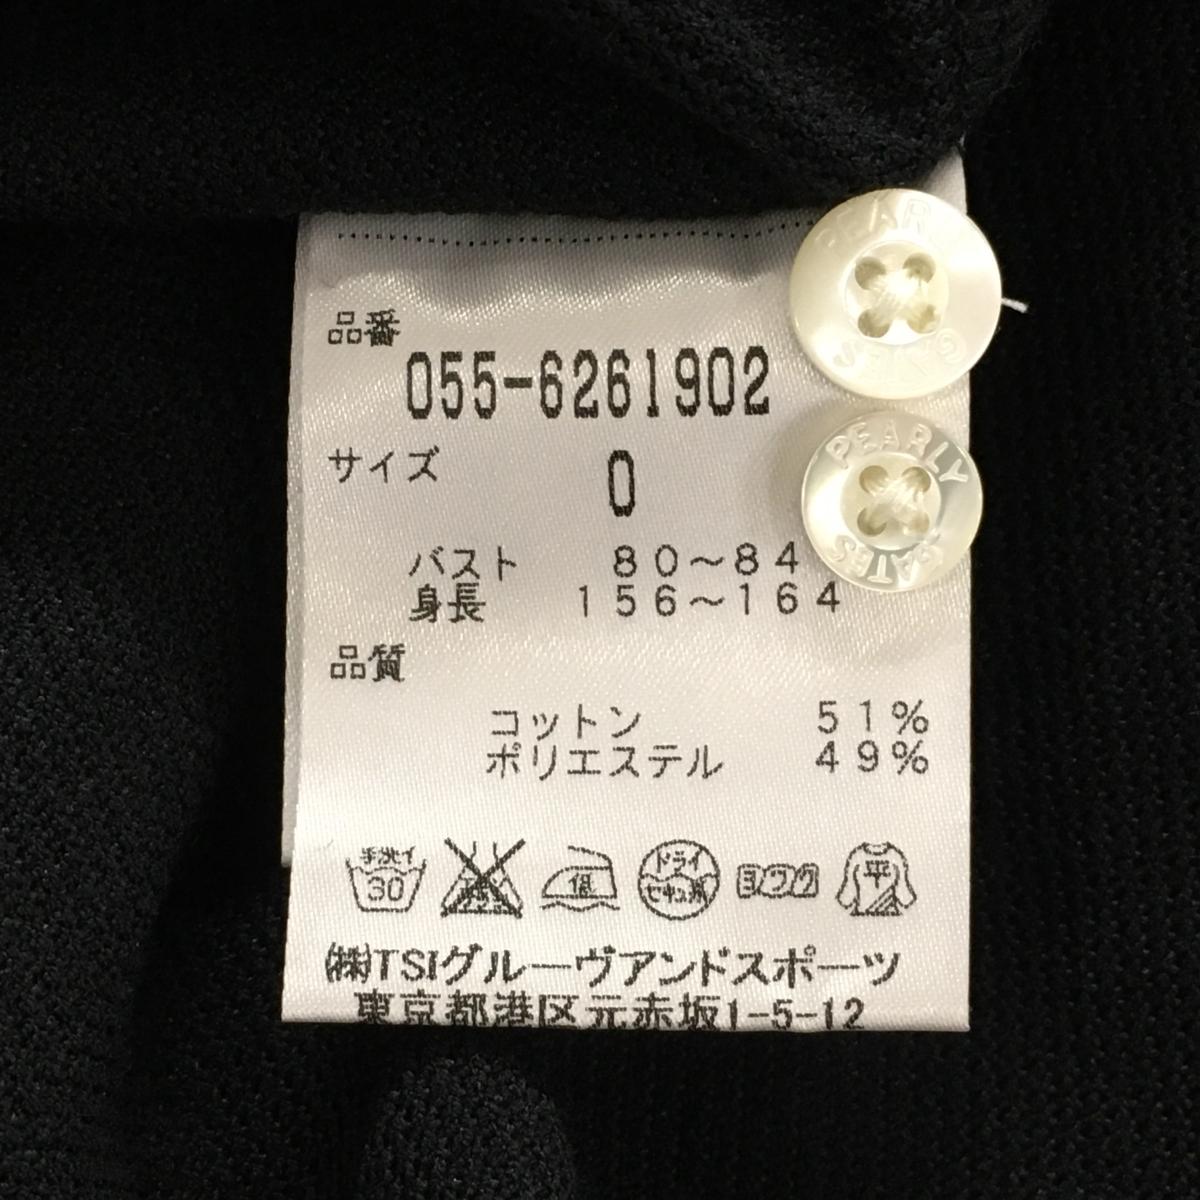 PEARLY GATES
PEARLY GATES
品番
055-6261902
サイズ 0
バスト 80~84
身長 156~164
品質
コットン 51%
ポリエステル 49%
手洗イ 30
低
ドライ セキユ系
ヨワク
平
㈱TSIグルーヴアンドスポーツ
東京都港区元赤坂1-5-12